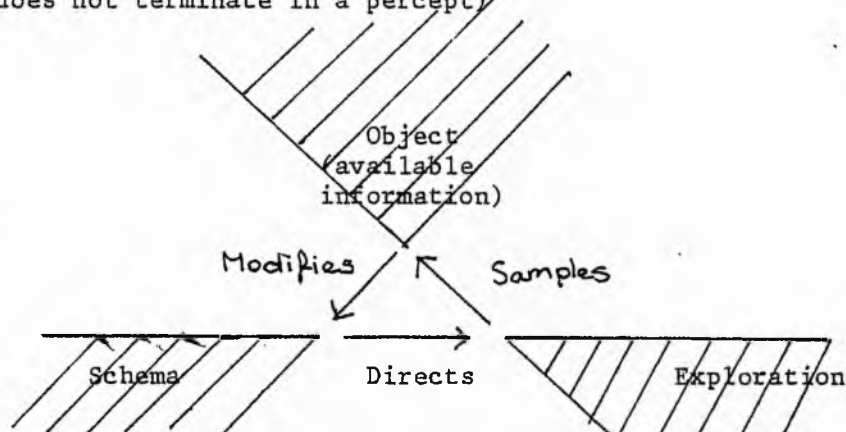 does not terminate in a percept)
Object
(available
information)
Modifies
Samples
Schema
Directs
Exploration